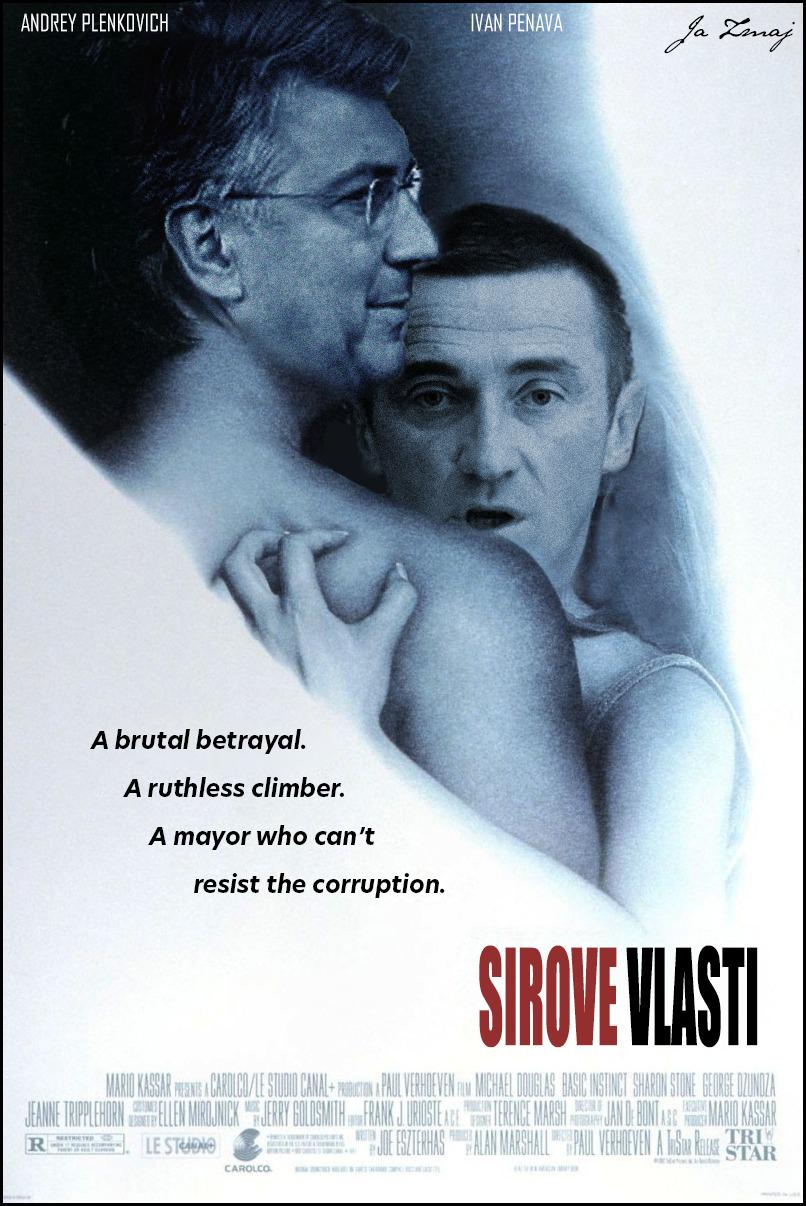 ANDREY PLENKOVICH
IVAN PENAVA
Ja Zmaj
A brutal betrayal.
A ruthless climber.
A mayor who can't
resist the corruption.
SIROVE VLASTI
MARIO KASSAR PRESENTS A CAROLCO/LE STUDIO CANAL+ PRODUCTION A PAUL VERHOEVEN FILM MICHAEL DOUGLAS BASIC INSTINCT SHARON STONE GEORGE DZUNDZA
JEANNE TRIPPLEHORN COSTUMES DESIGNED BY ELLEN MIROJNICK MUSIC BY JERRY GOLDSMITH EDITOR FRANK J. URIOSTE A.C.E. PRODUCTION DESIGNER TERENCE MARSH DIRECTOR OF PHOTOGRAPHY JAN DE BONT A.S.C. EXECUTIVE PRODUCER MARIO KASSAR
R RESTRICTED LE STUDIO CANAL+ WRITTEN BY JOE ESZTERHAS PRODUCED BY ALAN MARSHALL DIRECTED BY PAUL VERHOEVEN A TRISTAR RELEASE TRI STAR
CAROLCO